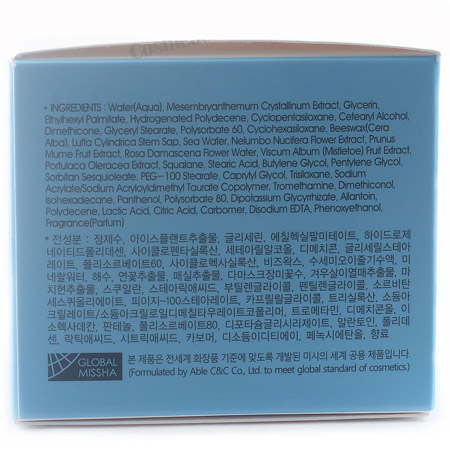 * INGREDIENTS : Water(Aqua), Mesembryanthemum Crystallinum Extract, Glycerin,
Ethylhexyl Palmitate, Hydrogenated Polydecene, Cyclopentasiloxane, Cetearyl Alcohol,
Dimethicone, Glyceryl Stearate, Polysorbate 60, Cyclohexasiloxane, Beeswax(Cera
Alba), Luffa Cylindrica Stem Sap, Sea Water, Nelumbo Nucifera Flower Extract, Prunus
Mume Fruit Extract, Rosa Damascena Flower Water, Viscum Album (Mistletoe) Fruit Extract,
Portulaca Oleracea Extract, Squalane, Stearic Acid, Butylene Glycol, Pentylene Glycol,
Sorbitan Sesquioleate, PEG-100 Stearate, Caprylyl Glycol, Trisiloxane, Sodium
Acrylate/Sodium Acryloyldimethyl Taurate Copolymer, Tromethamine, Dimethiconol,
Isohexadecane, Panthenol, Polysorbate 80, Dipotassium Glycyrrhizate, Allantoin,
Polydecene, Lactic Acid, Citric Acid, Carbomer, Disodium EDTA, Phenoxyethanol,
Fragrance(Parfum)
* 전성분 : 정제수, 아이스플랜트추출물, 글리세린, 에칠헥실팔미테이트, 하이드로제
네이티드폴리데센, 사이클로펜타실록산, 세테아릴알코올, 디메치콘, 글리세릴스테아
레이트, 폴리소르베이트60, 사이클로헥사실록산, 비즈왁스, 수세미오이줄기수액, 미
네랄워터, 해수, 연꽃추출물, 매실추출물, 다마스크장미꽃수, 겨우살이열매추출물, 마
치현추출물, 스쿠알란, 스테아릭애씨드, 부틸렌글라이콜, 펜틸렌글라이콜, 소르비탄
세스퀴올리에이트, 피이지-100스테아레이트, 카프릴릴글라이콜, 트리실록산, 소듐아
크릴레이트/소듐아크릴로일디메칠타우레이트코폴리머, 트로메타민, 디메치콘올, 이
소헥사데칸, 판테놀, 폴리소르베이트80, 디포타슘글리시리제이트, 알란토인, 폴리데
센, 락틱애씨드, 시트릭애씨드, 카보머, 디소듐이디티에이, 페녹시에탄올, 향료
GLOBAL
MISSHA
본 제품은 전세계 화장품 기준에 맞도록 개발된 미샤의 세계 공용 제품입니다.
(Formulated by Able C&C Co, Ltd. to meet global standard of cosmetics.)